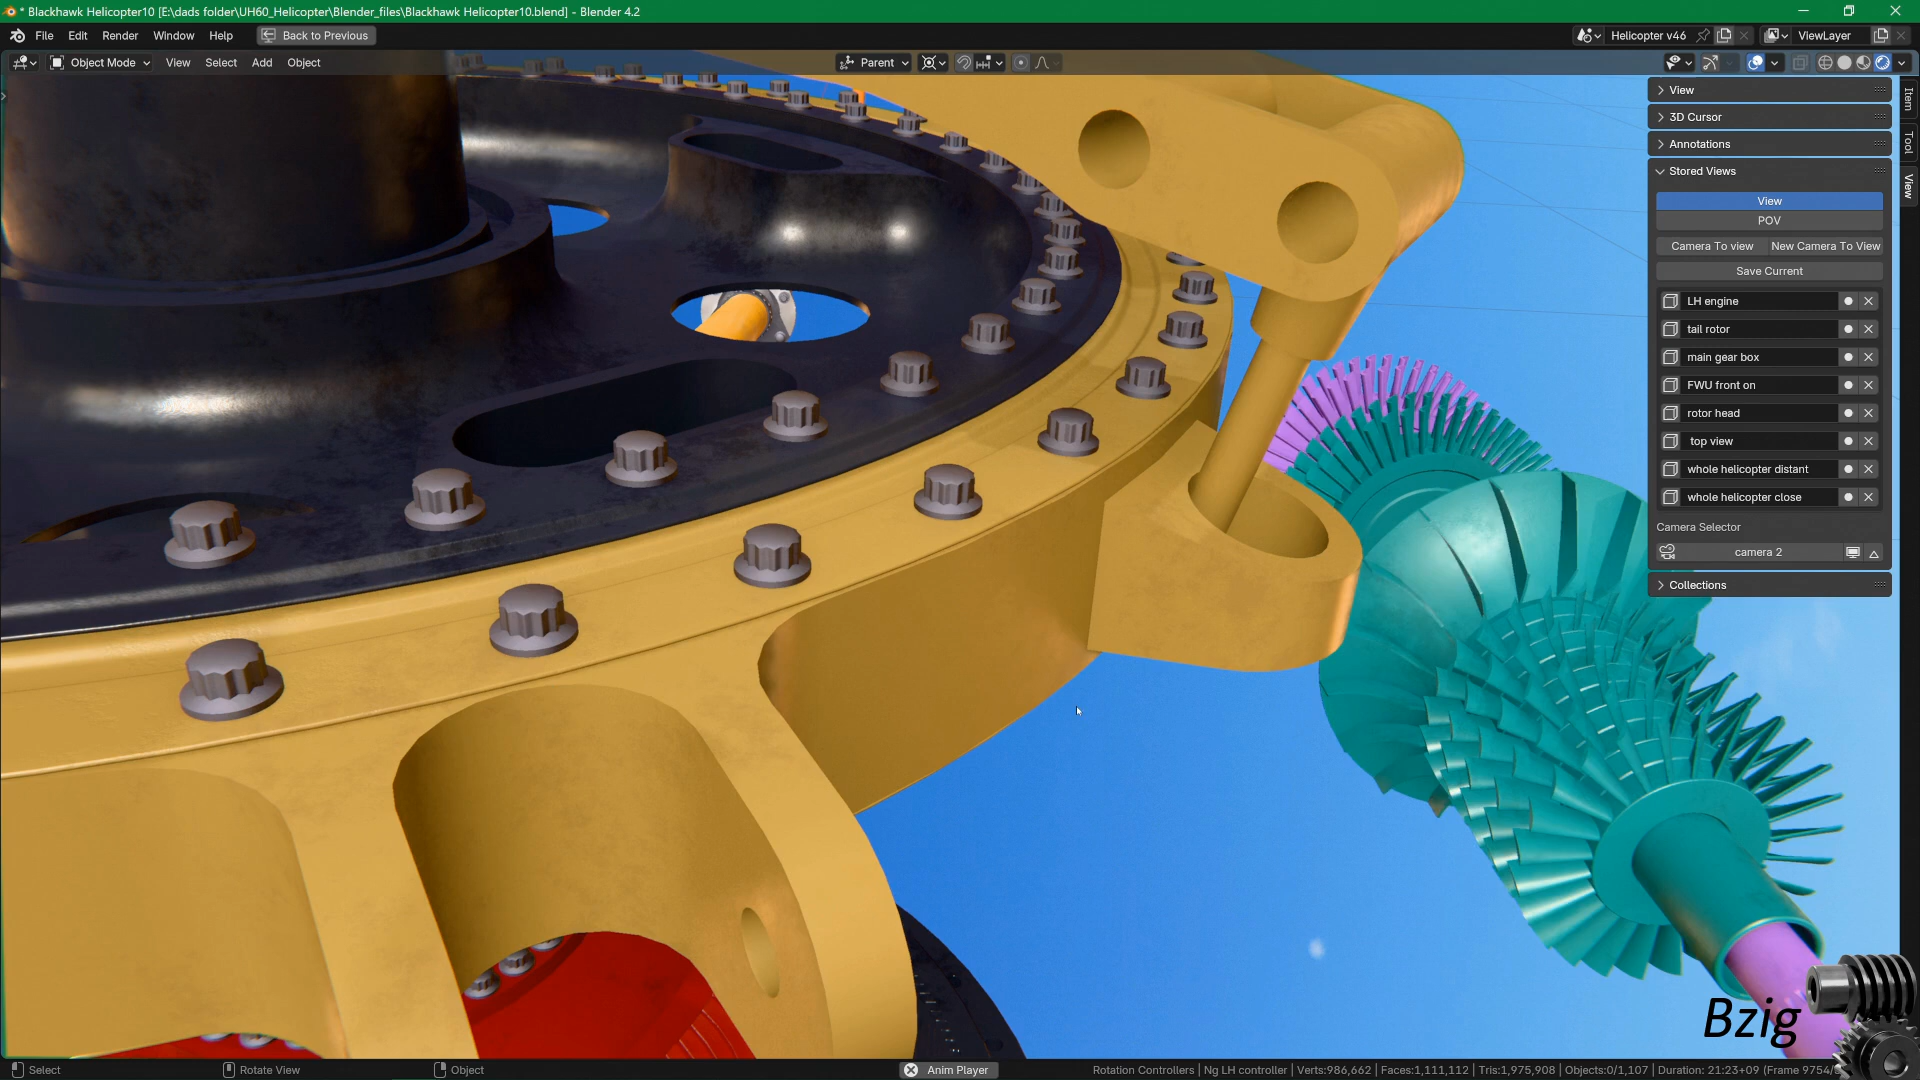 * Blackhawk Helicopter10 [E:\dads folder\UH60_Helicopter\Blender_files\Blackhawk Helicopter10.blend] - Blender 4.2
File Edit Render Window Help Back to Previous Helicopter v46 ViewLayer
Object Mode View Select Add Object Parent
View
3D Cursor
Annotations
Stored Views
View
POV
Camera To view New Camera To View
Save Current
LH engine
tail rotor
main gear box
FWU front on
rotor head
top view
whole helicopter distant
whole helicopter close
Camera Selector
camera 2
Collections
Item
Tool
View
Bzig
Select Rotate View Object Anim Player Rotation Controllers | Ng LH controller | Verts:986,662 | Faces:1,111,112 | Tris:1,975,908 | Objects:0/1,107 | Duration: 21:23+09 (Frame 9754/